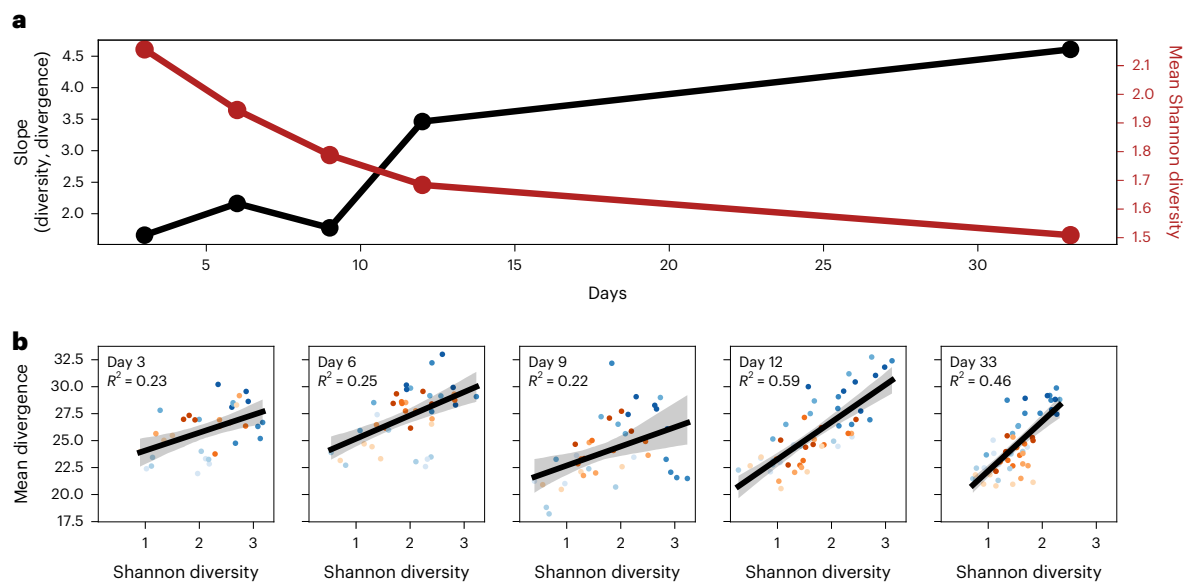 a
Slope
(diversity, divergence)
4.5
4.0
3.5
3.0
2.5
2.0
2.1
2.0
1.9
1.8
1.7
1.6
1.5
Mean Shannon diversity
5 10 15 20 25 30
Days
b
Mean divergence
32.5
30.0
27.5
25.0
22.5
20.0
17.5
Day 3
R² = 0.23
1 2 3
Shannon diversity
Day 6
R² = 0.25
1 2 3
Shannon diversity
Day 9
R² = 0.22
1 2 3
Shannon diversity
Day 12
R² = 0.59
1 2 3
Shannon diversity
Day 33
R² = 0.46
1 2 3
Shannon diversity